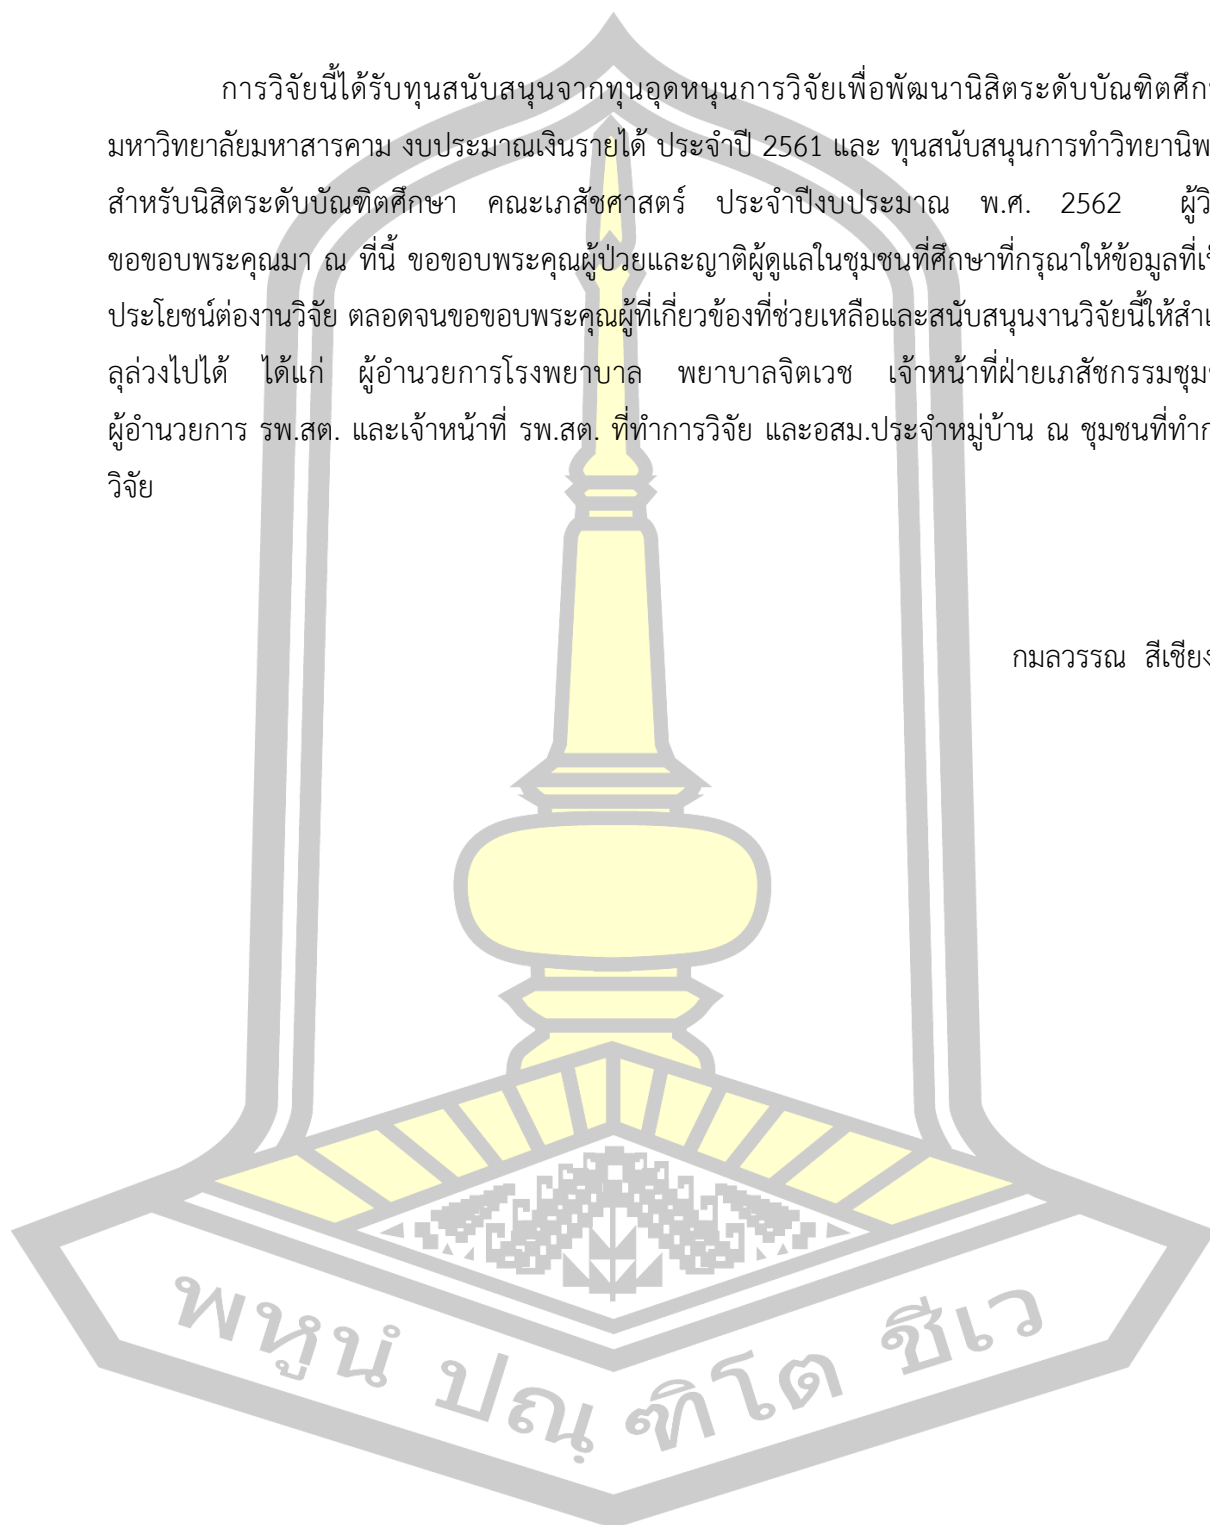 การวิจัยนี้ได้รับทุนสนับสนุนจากทุนอุดหนุนการวิจัยเพื่อพัฒนานิสิตระดับบัณฑิตศึก
มหาวิทยาลัยมหาสารคาม งบประมาณเงินรายได้ ประจำปี 2561 และ ทุนสนับสนุนการทำวิทยานิพ
สำหรับนิสิตระดับบัณฑิตศึกษา คณะเภสัชศาสตร์ ประจำปีงบประมาณ พ.ศ. 2562 ผู้วิ
ขอขอบพระคุณมา ณ ที่นี้ ขอขอบพระคุณผู้ป่วยและญาติผู้ดูแลในชุมชนที่ศึกษาที่กรุณาให้ข้อมูลที่เ
ประโยชน์ต่องานวิจัย ตลอดจนขอขอบพระคุณผู้ที่เกี่ยวข้องที่ช่วยเหลือและสนับสนุนงานวิจัยนี้ให้สำเ
ลุล่วงไปได้ ได้แก่ ผู้อำนวยการโรงพยาบาล พยาบาลจิตเวช เจ้าหน้าที่ฝ่ายเภสัชกรรมชุม
ผู้อำนวยการ รพ.สต. และเจ้าหน้าที่ รพ.สต. ที่ทำการวิจัย และอสม.ประจำหมู่บ้าน ณ ชุมชนที่ทำก
วิจัย
กมลวรรณ สีเชียง
พหูนํ ปณฺฑิโต ชีเว